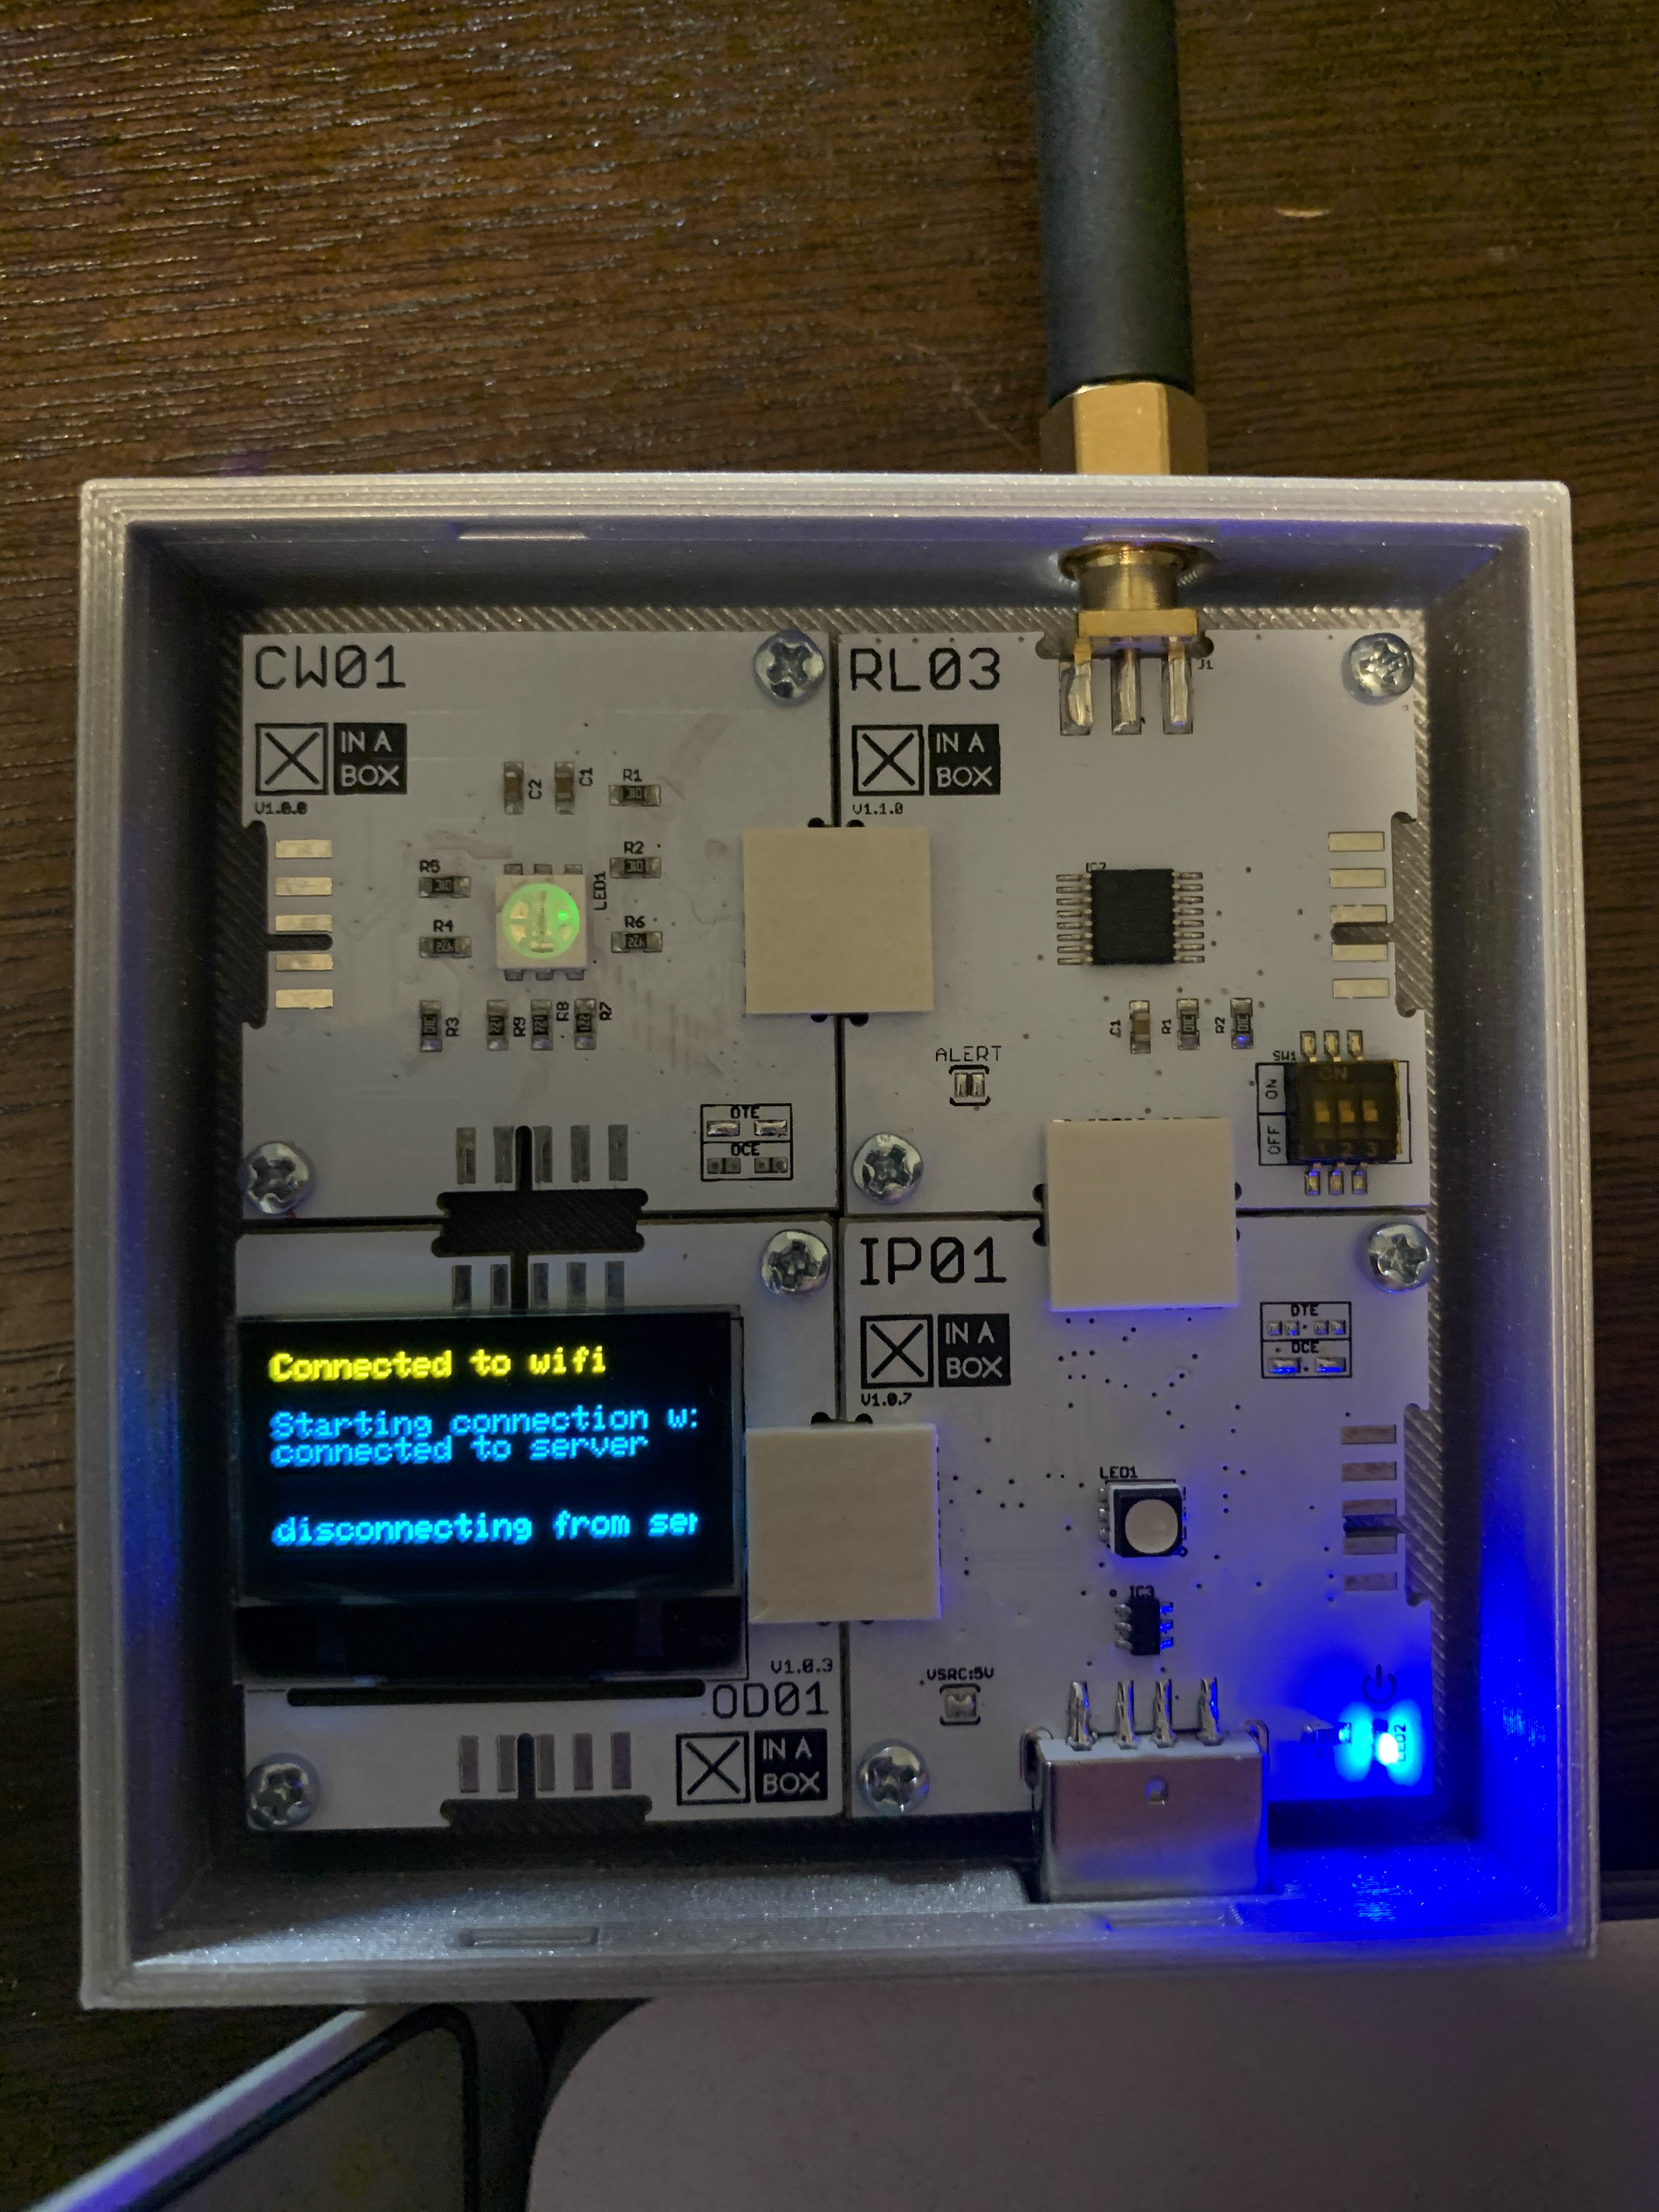 CW01
IN A
BOX
V1.0.0
C2
C1
R1
R2
R5
LED1
R4
R6
R3
R9
R8
R7
DTE
DCE
RL03
J1
IN A
BOX
V1.1.0
C1
R1
R2
ALERT
SW1
ON
OFF
ON
2 3
Connected to wifi
Starting connection w:
connected to server
disconnecting from ser
V1.0.3
OD01
IN A
BOX
IP01
IN A
BOX
V1.0.7
DTE
DCE
LED1
IC3
VSRC:5V
LED2